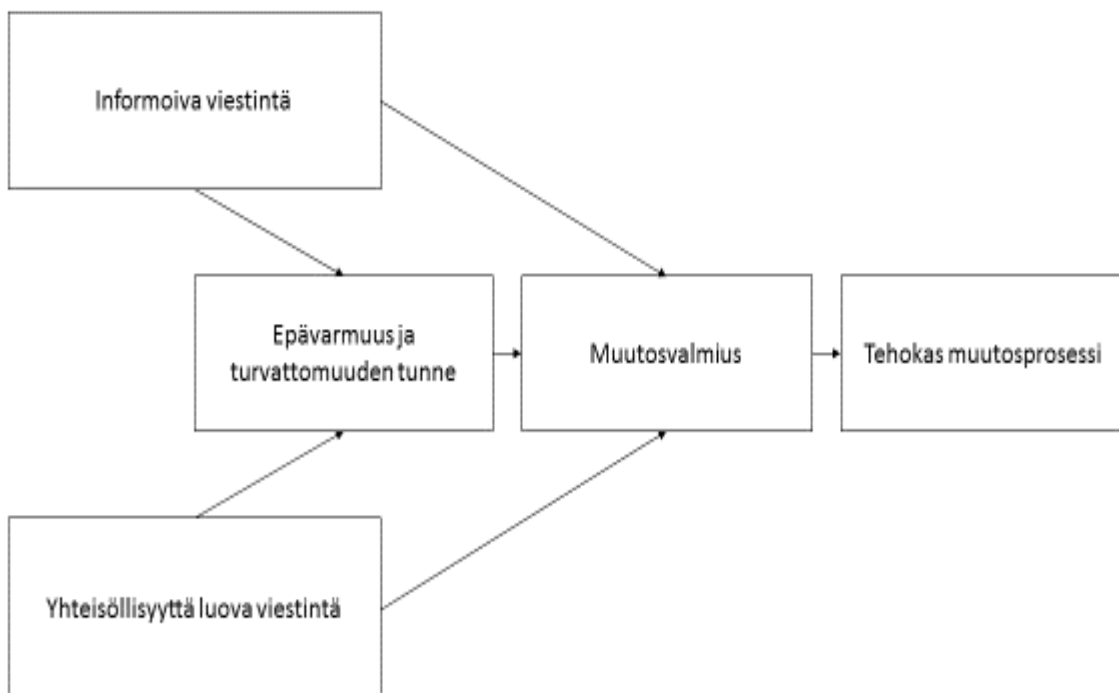 Informoiva viestintä
Epävarmuus ja
turvattomuuden tunne
Muutosvalmius
Tehokas muutosprosessi
Yhteisöllisyyttä luova viestintä